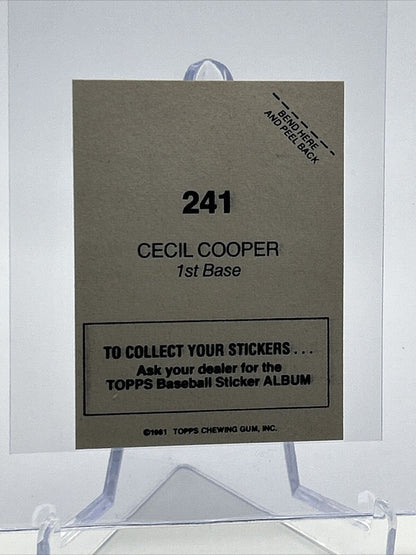 BEND HERE
AND PEEL BACK
241
CECIL COOPER
1st Base
TO COLLECT YOUR STICKERS...
Ask your dealer for the
TOPPS Baseball Sticker ALBUM
©1981 TOPPS CHEWING GUM, INC.